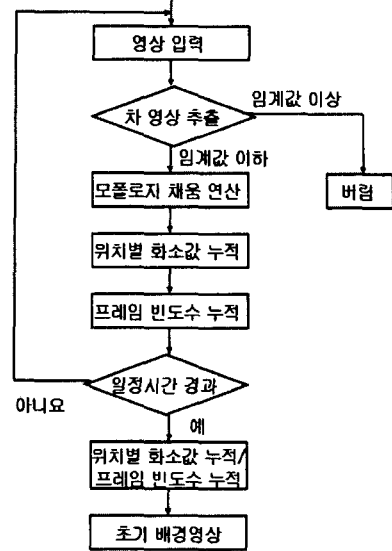 영상 입력
차 영상 추출
임계값 이상
임계값 이하
모폴로지 채움 연산
버림
위치별 화소값 누적
프레임 빈도수 누적
일정시간 경과
아니요
예
위치별 화소값 누적/
프레임 빈도수 누적
초기 배경영상